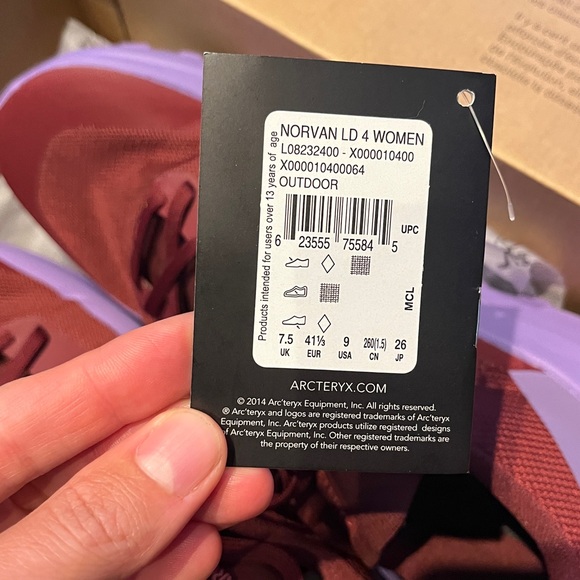 NORVAN LD 4 WOMEN
L08232400 - X000010400
X000010400064
OUTDOOR
Products intended for users over 13 years of age
UPC
6 23555 75584 5
MCL
7.5 41⅓ 9 260(1.5) 26
UK EUR USA CN JP
ARCTERYX.COM
© 2014 Arc'teryx Equipment, Inc. All rights reserved.
® Arc'teryx and logos are registered trademarks of Arc'teryx
Equipment, Inc. Arc'teryx products utilize registered designs
of Arc'teryx Equipment, Inc. Other registered trademarks are
the property of their respective owners.